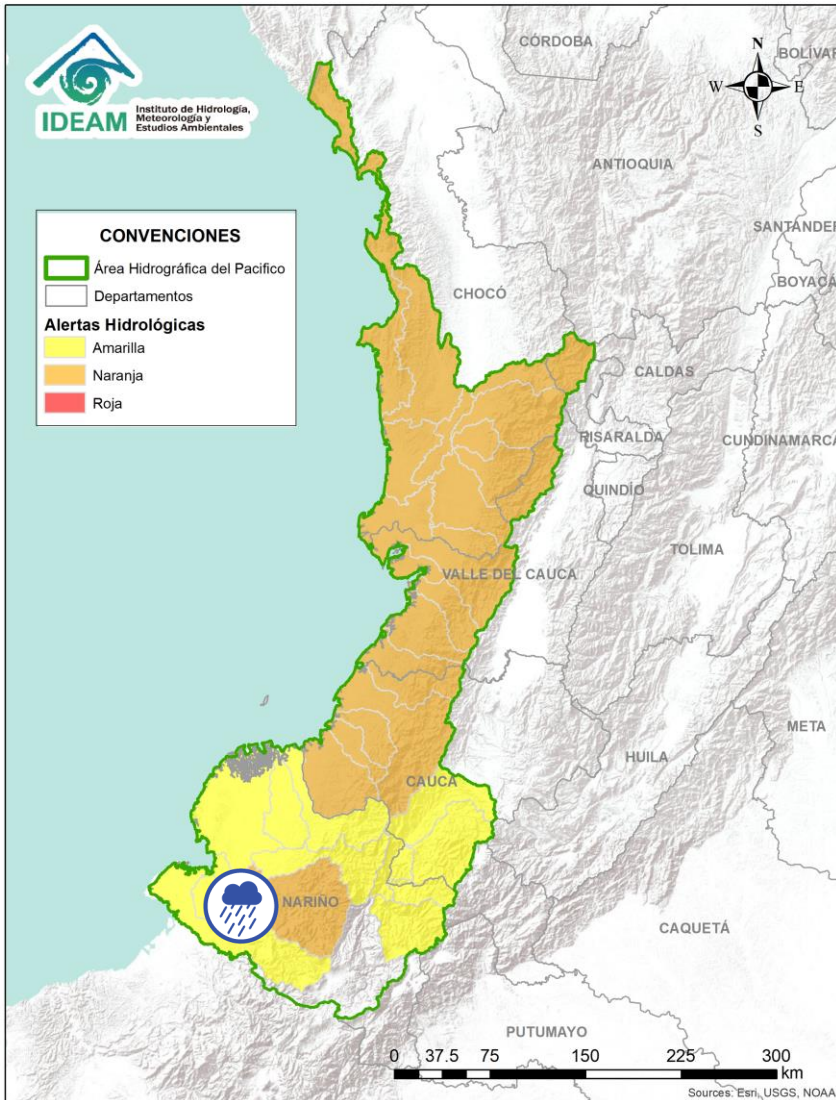 IDEAM
Instituto de Hidrología,
Meteorología y
Estudios Ambientales
CÓRDOBA
BOLÍVAR
N
W
E
S
ANTIOQUIA
SANTANDER
BOYACÁ
CONVENCIONES
Área Hidrográfica del Pacifico
Departamentos
Alertas Hidrológicas
Amarilla
Naranja
Roja
CHOCÓ
CALDAS
RISARALDA
CUNDINAMARCA
QUINDÍO
TOLIMA
VALLE DEL CAUCA
META
HUILA
CAUCA
NARIÑO
CAQUETÁ
PUTUMAYO
0 37.5 75 150 225 300
km
Sources: Esri, USGS, NOAA